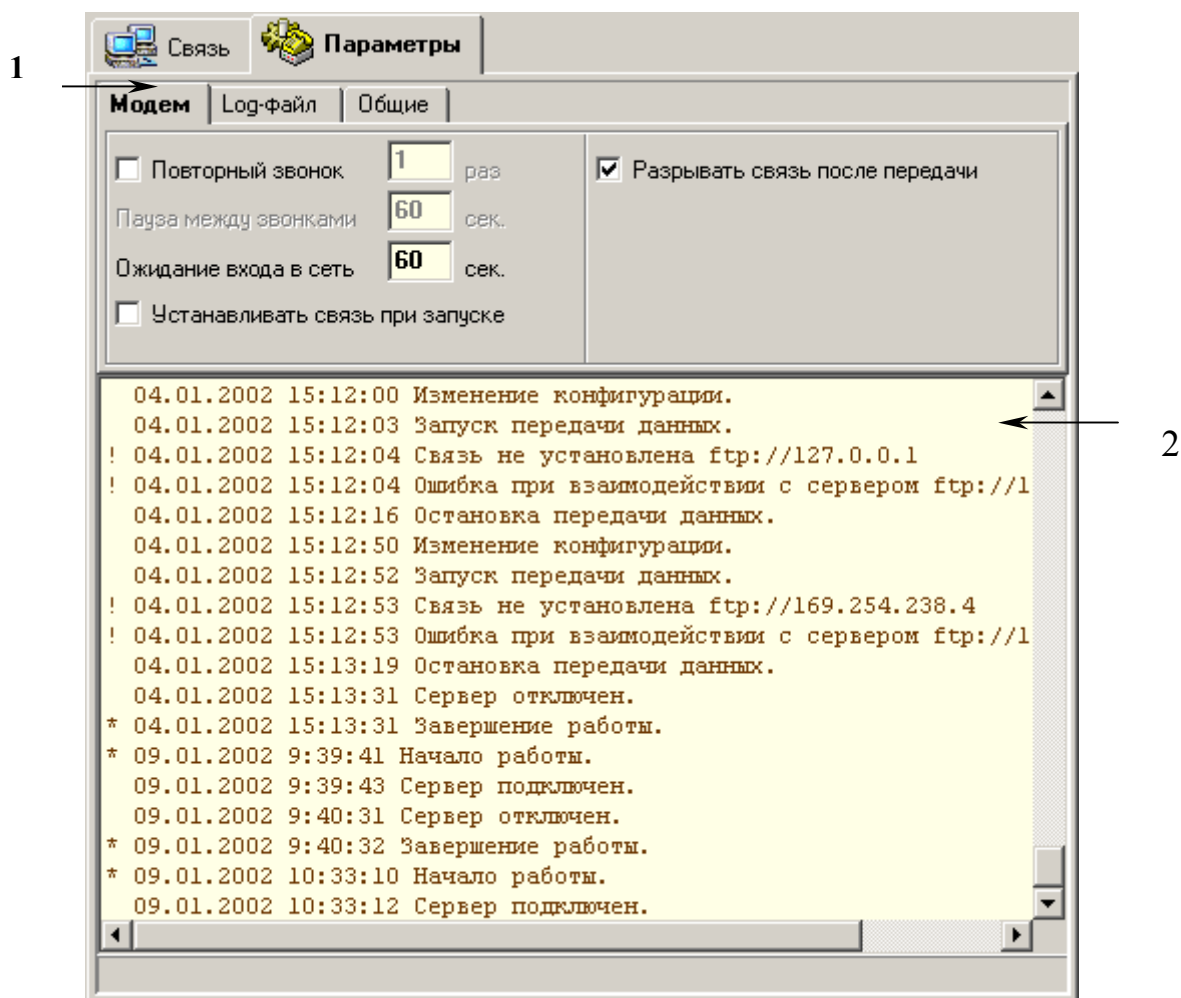 Связь Параметры
1
Модем Log-файл Общие
Повторный звонок 1 раз
Разрывать связь после передачи
Пауза между звонками 60 сек.
Ожидание входа в сеть 60 сек.
Устанавливать связь при запуске
04.01.2002 15:12:00 Изменение конфигурации.
04.01.2002 15:12:03 Запуск передачи данных.
2
! 04.01.2002 15:12:04 Связь не установлена ftp://127.0.0.1
! 04.01.2002 15:12:04 Ошибка при взаимодействии с сервером ftp://1
04.01.2002 15:12:16 Остановка передачи данных.
04.01.2002 15:12:50 Изменение конфигурации.
04.01.2002 15:12:52 Запуск передачи данных.
! 04.01.2002 15:12:53 Связь не установлена ftp://169.254.238.4
! 04.01.2002 15:12:53 Ошибка при взаимодействии с сервером ftp://1
04.01.2002 15:13:19 Остановка передачи данных.
04.01.2002 15:13:31 Сервер отключен.
* 04.01.2002 15:13:31 Завершение работы.
* 09.01.2002 9:39:41 Начало работы.
09.01.2002 9:39:43 Сервер подключен.
09.01.2002 9:40:31 Сервер отключен.
* 09.01.2002 9:40:32 Завершение работы.
* 09.01.2002 10:33:10 Начало работы.
09.01.2002 10:33:12 Сервер подключен.